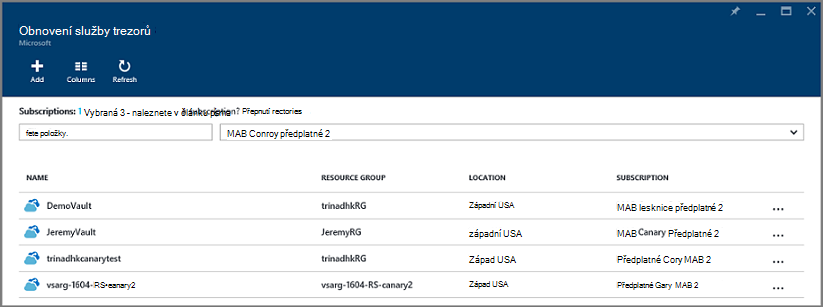 Obnovení služby trezorů
Microsoft
Add Columns Refresh
Subscriptions: 1 Vybraná 3 - naleznete v článku subscription? Přepnutí rectories
fete položky. MAB Conroy předplatné 2
NAME RESOURCE GROUP LOCATION SUBSCRIPTION
DemoVault trinadhkRG Západní USA MAB lesknice předplatné 2 ...
JeremyVault JeremyRG západní USA MAB Canary Předplatné 2 ...
trinadhkcanarytest trinadhkRG Západ USA Předplatné Cory MAB 2 ...
vsarg-1604-RS-canary2 vsarg-1604-RS-canary2 Západ USA Předplatné Gary MAB 2 ...